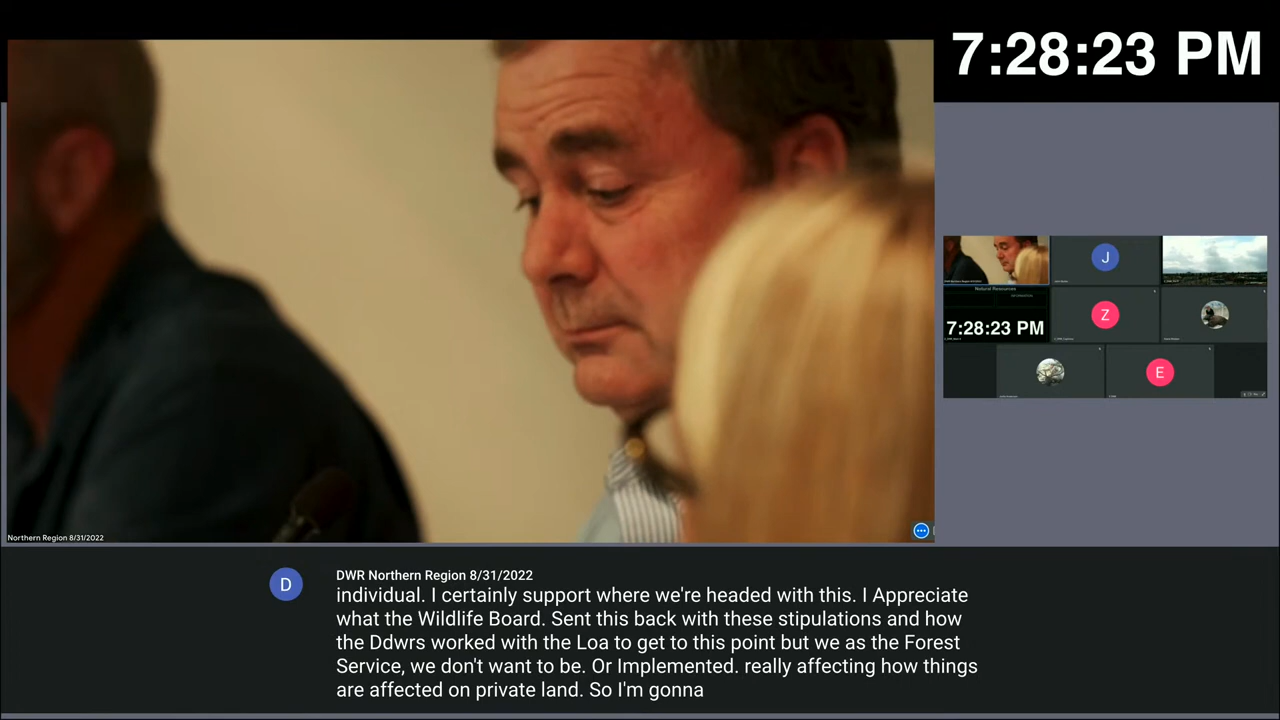 7:28:23 PM
J
Natural Resources
7:28:23 PM
Z
E
Northern Region 8/31/2022
D
DWR Northern Region 8/31/2022
individual. I certainly support where we're headed with this. I Appreciate
what the Wildlife Board. Sent this back with these stipulations and how
the Ddwrs worked with the Loa to get to this point but we as the Forest
Service, we don't want to be. Or Implemented. really affecting how things
are affected on private land. So I'm gonna